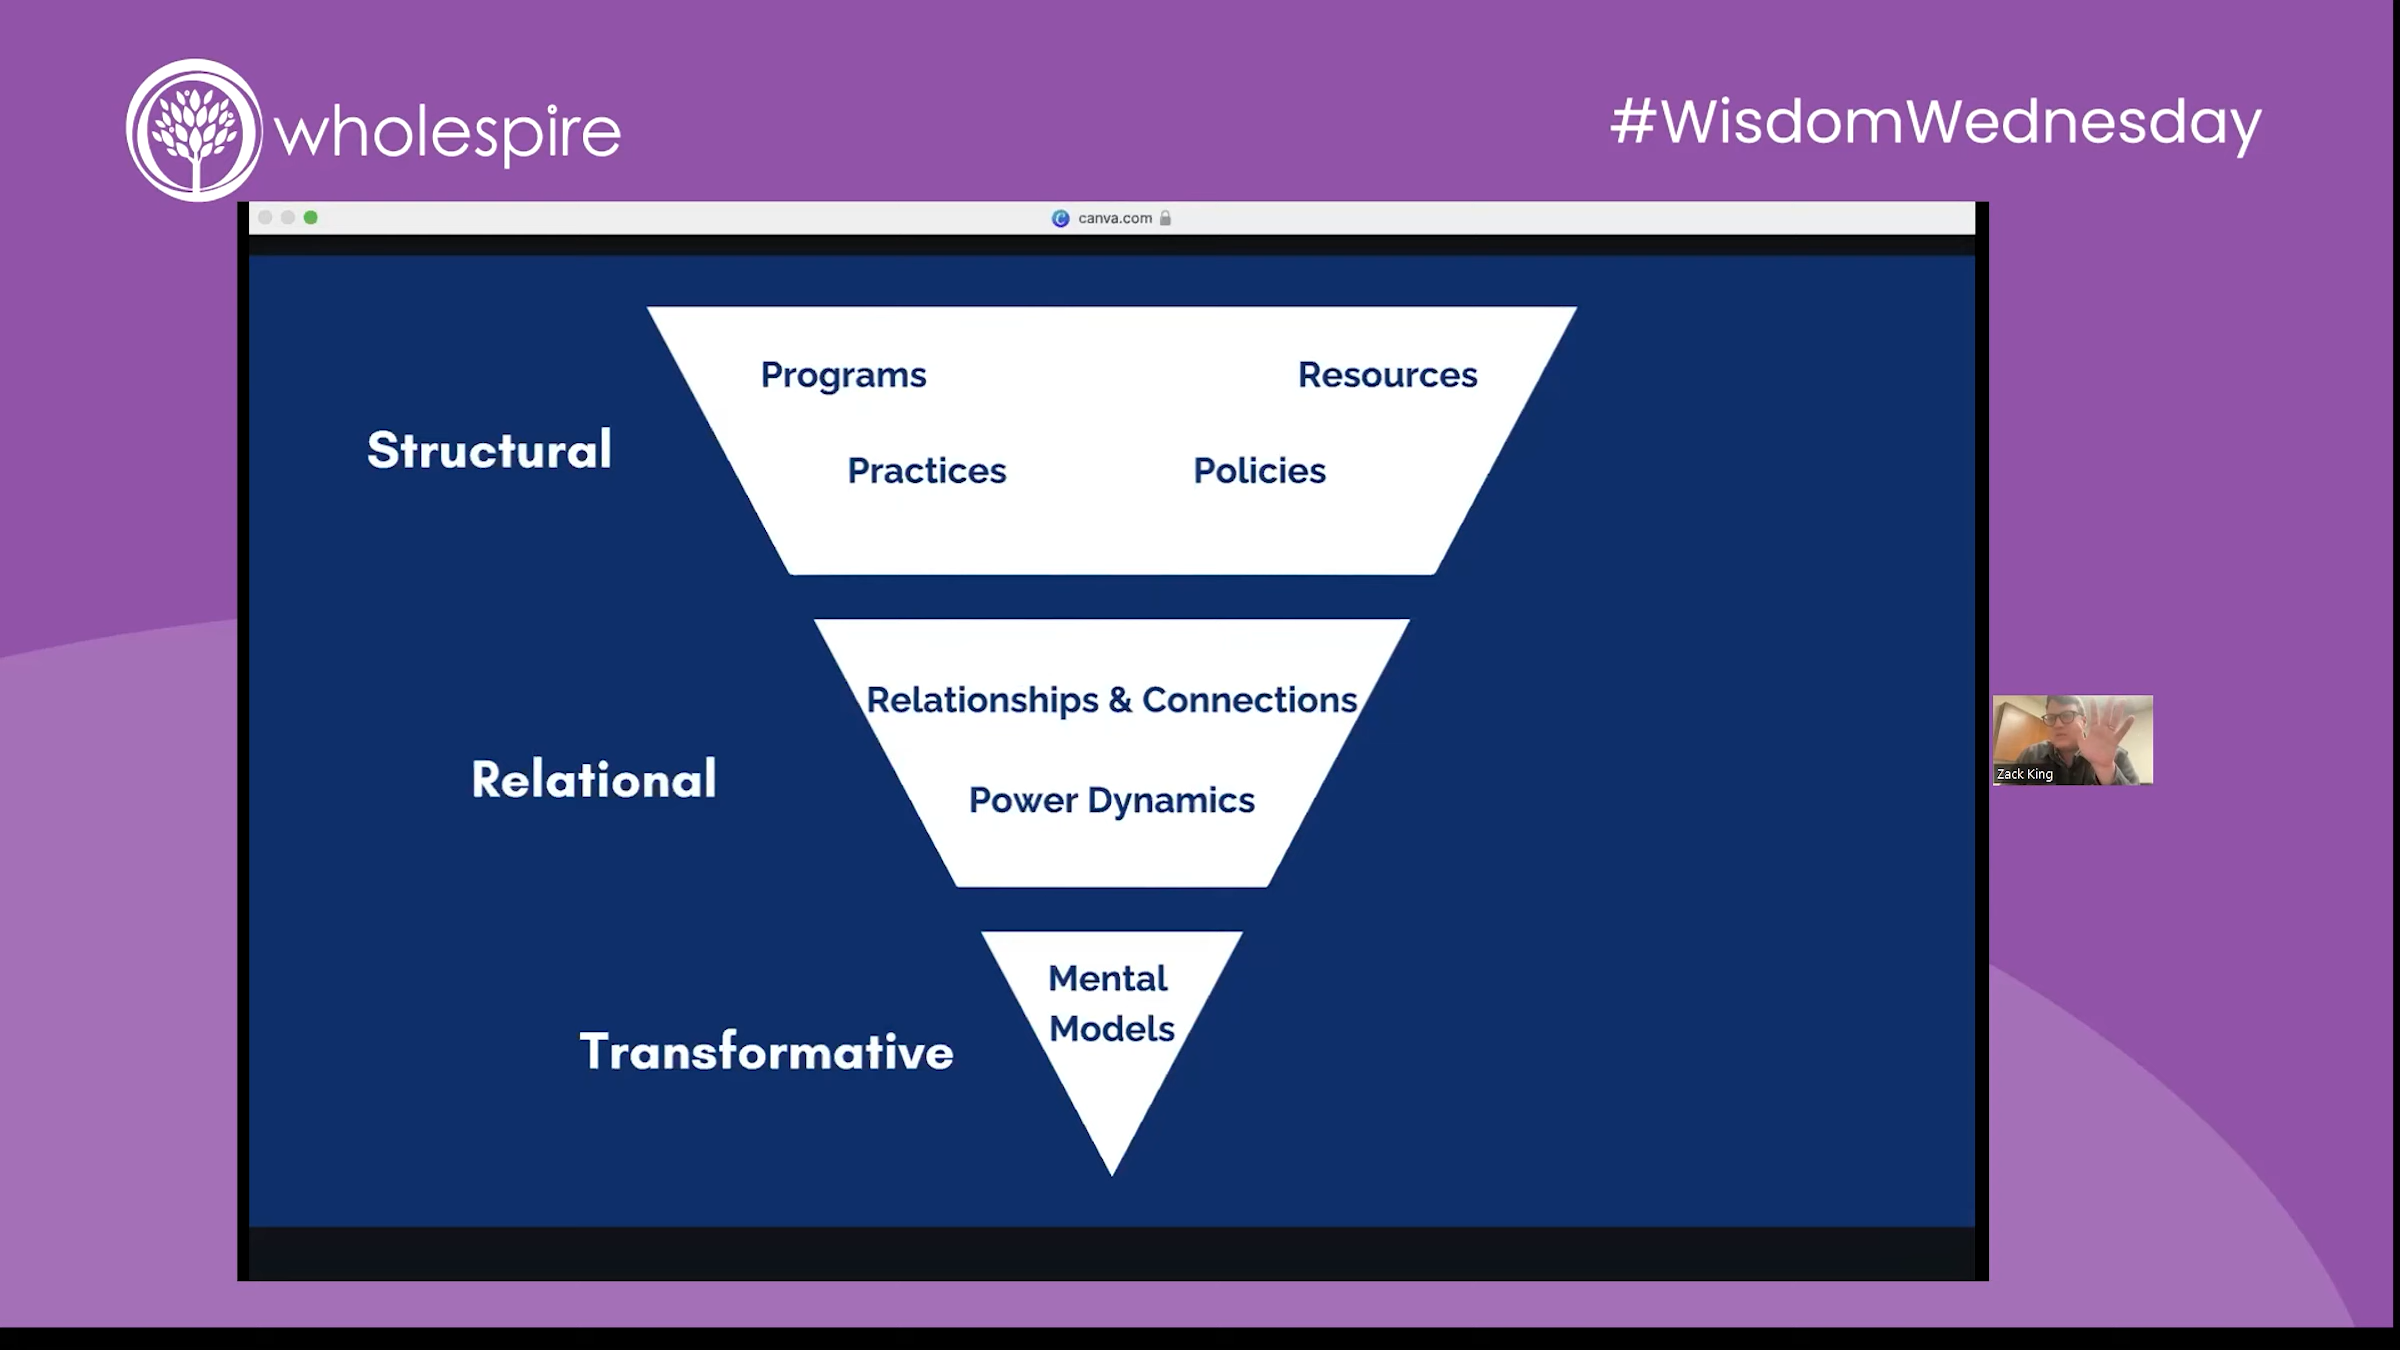 wholespire
#WisdomWednesday
canva.com
Programs
Resources
Structural
Practices
Policies
Relationships & Connections
Relational
Power Dynamics
Zack King
Mental
Models
Transformative